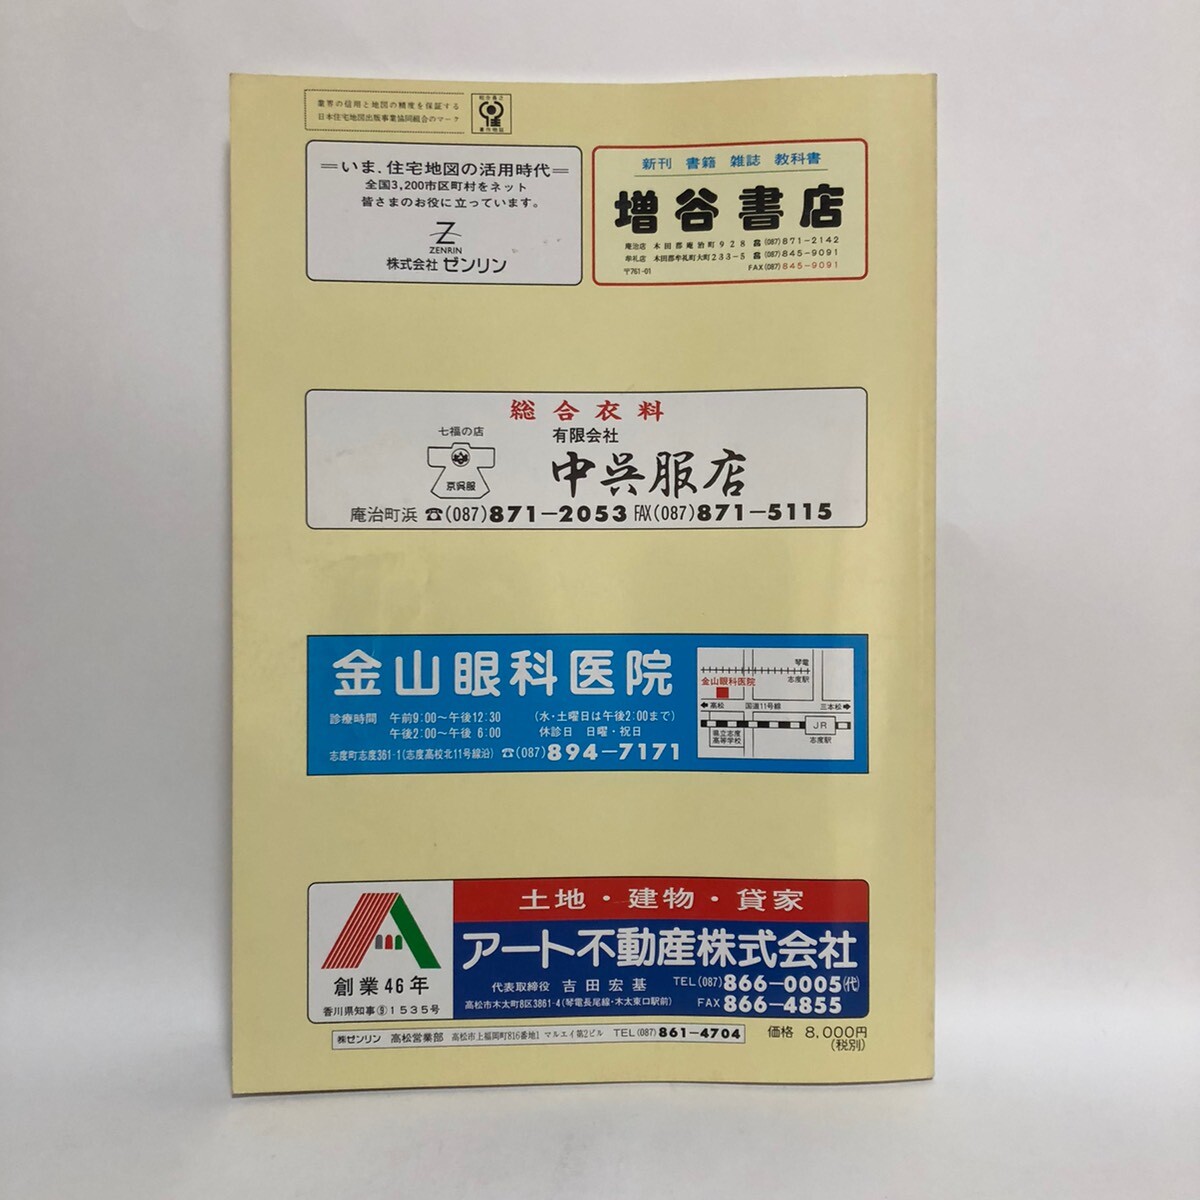 業界の信用と地図の精度を保証する
日本住宅地図出版事業協同組合のマーク
いま、住宅地図の活用時代
全国3,200市区町村をネット
皆さまのお役に立っています。
Z
ZENRIN
株式会社 ゼンリン
新刊 書籍 雑誌 教科書
増谷書店
庵治店 木田郡庵治町928 ☎(087)871-2142
牟礼店 木田郡牟礼町大町233-5 ☎(087)845-9091
〒761-01 FAX(087)845-9091
総合衣料
七福の店
京呉服
有限会社
中呉服店
庵治町浜 ☎(087)871-2053 FAX(087)871-5115
金山眼科医院
診療時間 午前9:00〜午後12:30 (水・土曜日は午後2:00まで)
午後2:00〜午後 6:00 休診日 日曜・祝日
志度町志度361-1(志度高校北11号線沿) ☎(087)894-7171
琴電
志度駅
金山眼科医院
高松 国道11号線 三本松
県立志度
高等学校
JR
志度駅
創業46年
香川県知事⑨1535号
土地・建物・貸家
アート不動産株式会社
代表取締役 吉田宏基 TEL(087)866-0005(代)
高松市木太町8区3861-4(琴電長尾線・木太東口駅前) FAX 866-4855
㈱ゼンリン 高松営業部 高松市上福岡町816番地1 マルエイ第2ビル TEL(087)861-4704
価格 8,000円
(税別)